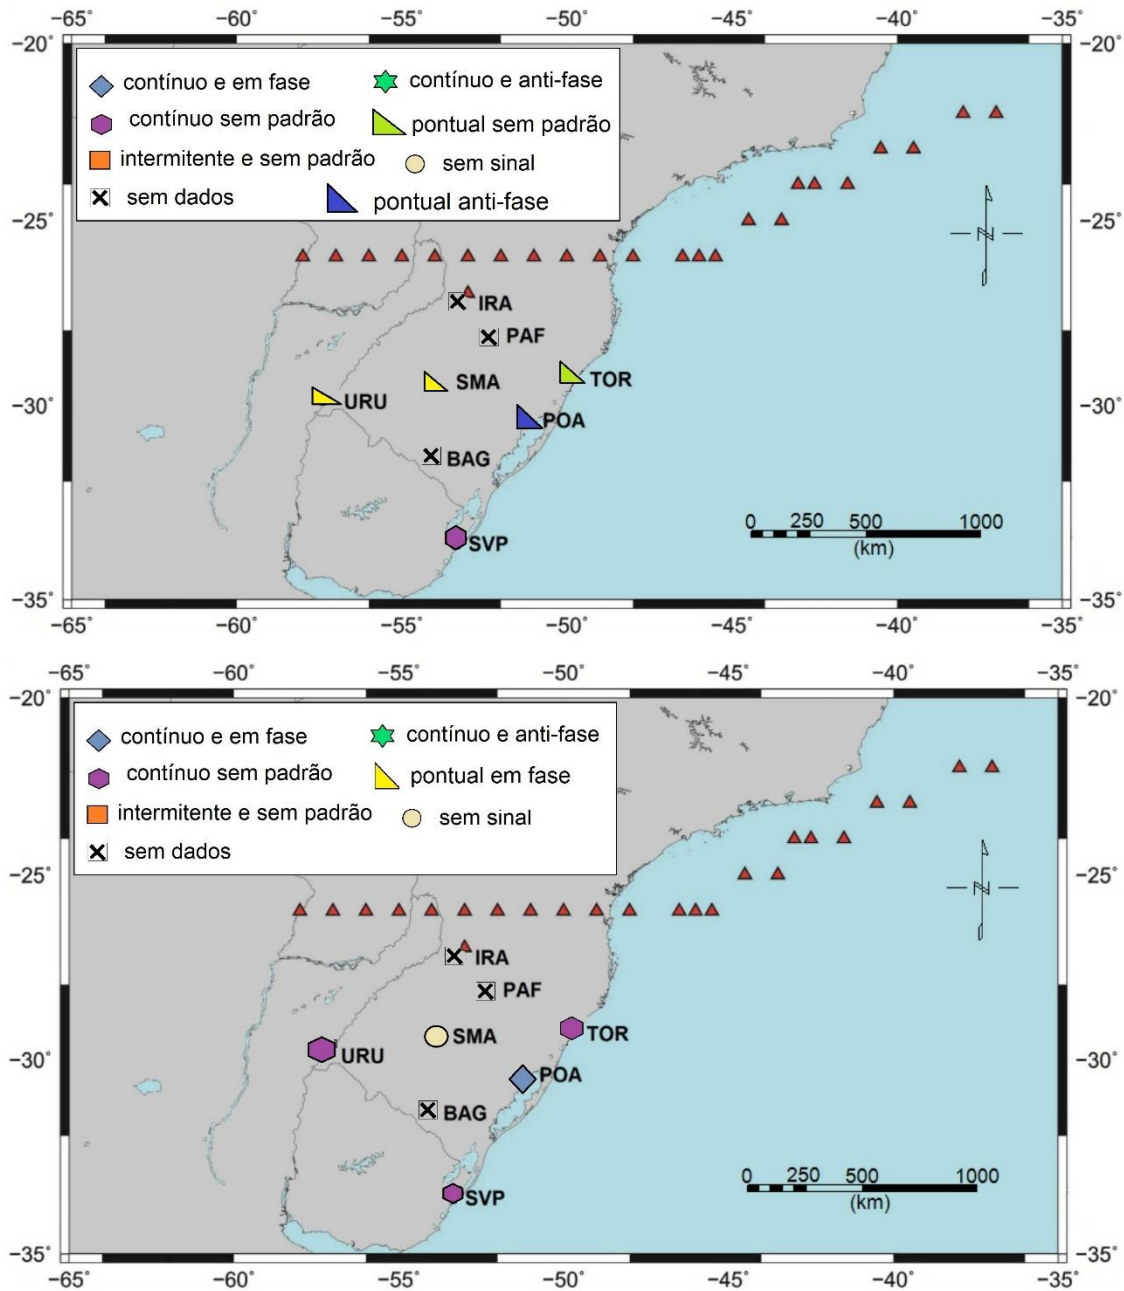 −65 −60˚ −55˚ −50˚ −45˚ −40˚ −35˚
−20˚ −20˚
contínuo e em fase contínuo e anti-fase
contínuo sem padrão pontual sem padrão
intermitente e sem padrão sem sinal
sem dados pontual anti-fase
−25˚ −25˚
IRA
PAF
SMA TOR
URU
−30˚ −30˚
POA
BAG
0 250 500 1000
(km)
SVP
−35˚ −35˚
−65 −60˚ −55˚ −50˚ −45˚ −40˚ −35˚
−65˚ −60˚ −55˚ −50˚ −45˚ −40˚ −35˚
−20˚ −20˚
contínuo e em fase contínuo e anti-fase
contínuo sem padrão pontual em fase
intermitente e sem padrão sem sinal
sem dados
−25˚ −25˚
IRA
PAF
SMA TOR
URU
−30˚ −30˚
POA
BAG
0 250 500 1000
(km)
SVP
−35˚ −35˚
−65˚ −60˚ −55˚ −50˚ −45˚ −40˚ −35˚